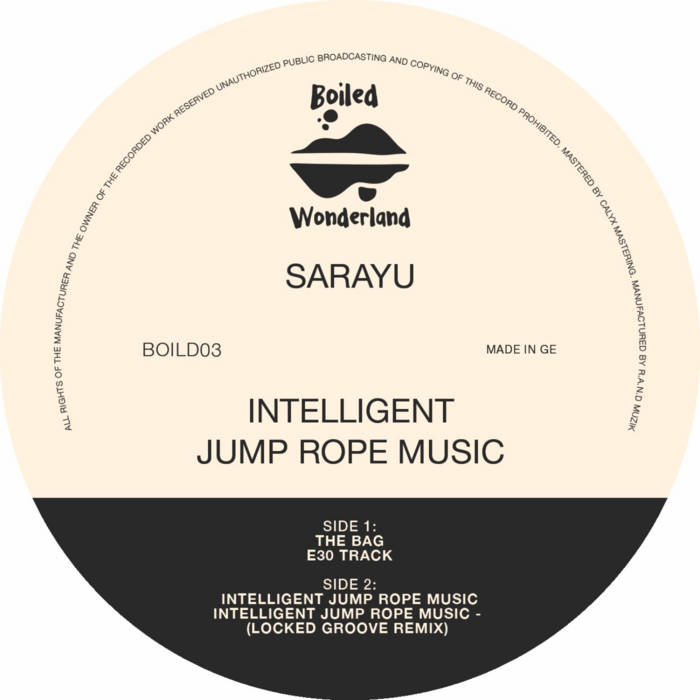 ALL RIGHTS OF THE MANUFACTURER AND THE OWNER OF THE RECORDED WORK RESERVED UNAUTHORIZED PUBLIC BROADCASTING AND COPYING OF THIS RECORD PROHIBITED. MASTERED BY CALYX MASTERING. MANUFACTURED BY R.A.N.D MUZIK
Boiled
Wonderland
SARAYU
BOILD03
MADE IN GE
INTELLIGENT
JUMP ROPE MUSIC
SIDE 1:
THE BAG
E30 TRACK
SIDE 2:
INTELLIGENT JUMP ROPE MUSIC
INTELLIGENT JUMP ROPE MUSIC -
(LOCKED GROOVE REMIX)